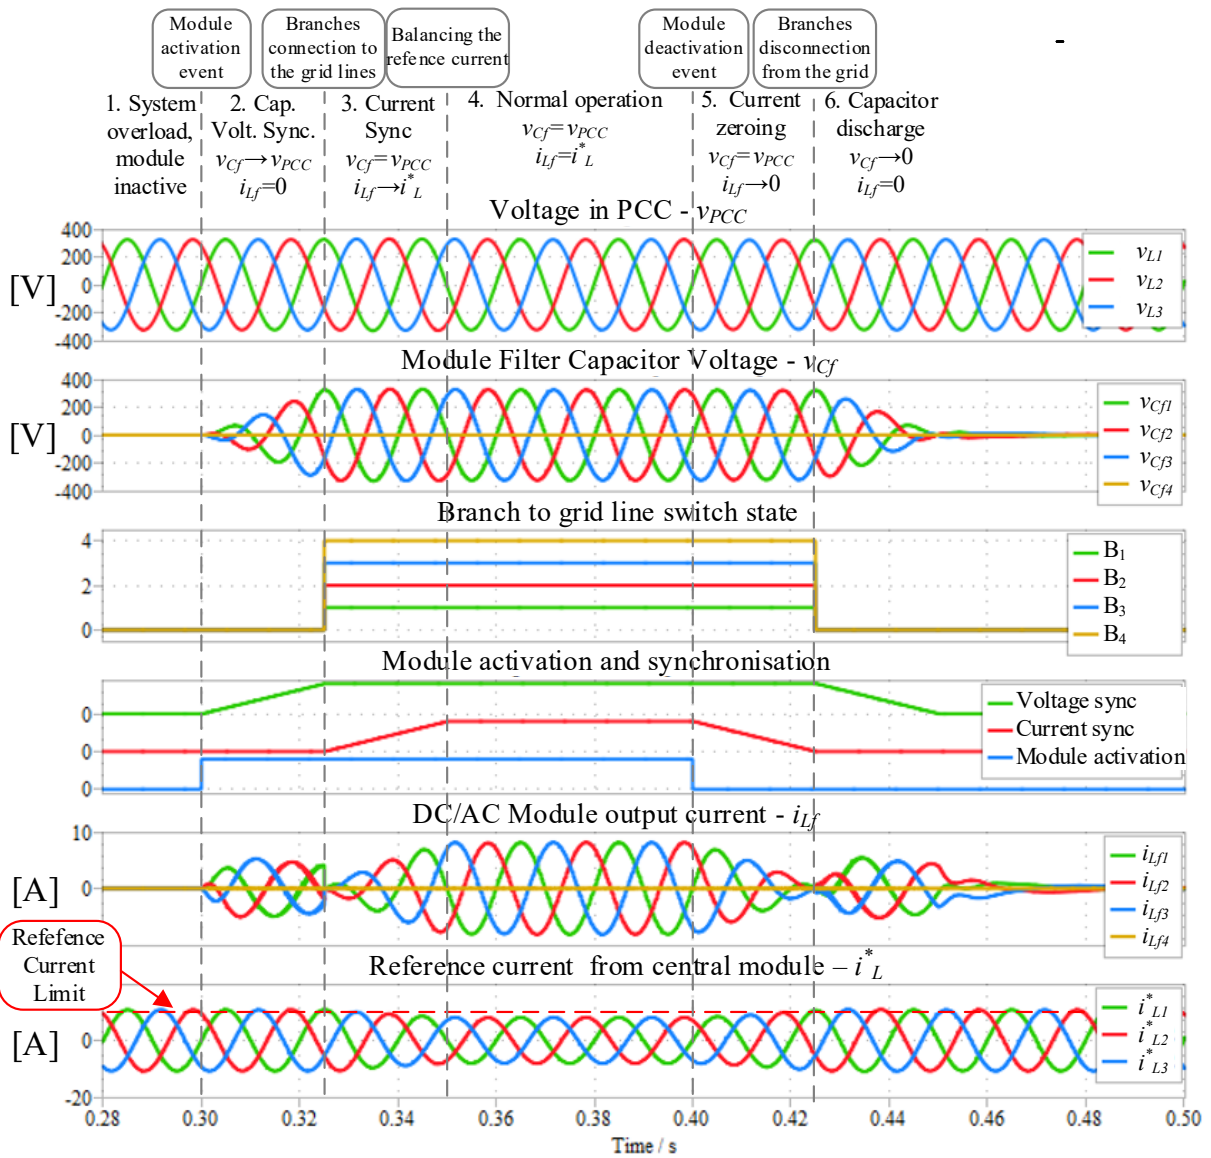 Module
activation
event
Branches
connection to
the grid lines
Balancing the
refence current
Module
deactivation
event
Branches
disconnection
from the grid
-
1. System
overload,
module
inactive
2. Cap.
Volt. Sync.
vCf→vPCC
iLf=0
3. Current
Sync
vCf=vPCC
iLf→i*L
4. Normal operation
vCf=vPCC
iLf=i*L
5. Current
zeroing
vCf=vPCC
iLf→0
6. Capacitor
discharge
vCf→0
iLf=0
Voltage in PCC - vPCC
[V]
400
200
0
-200
-400
vL1
vL2
vL3
Module Filter Capacitor Voltage - vCf
[V]
400
200
0
-200
-400
vCf1
vCf2
vCf3
vCf4
Branch to grid line switch state
4
2
0
B1
B2
B3
B4
Module activation and synchronisation
0
0
0
Voltage sync
Current sync
Module activation
DC/AC Module output current - iLf
[A]
10
0
iLf1
iLf2
iLf3
iLf4
Refefence
Current
Limit
Reference current from central module – i*L
[A]
0
-20
i*L1
i*L2
i*L3
0.28 0.30 0.32 0.34 0.36 0.38 0.40 0.42 0.44 0.46 0.48 0.50
Time / s